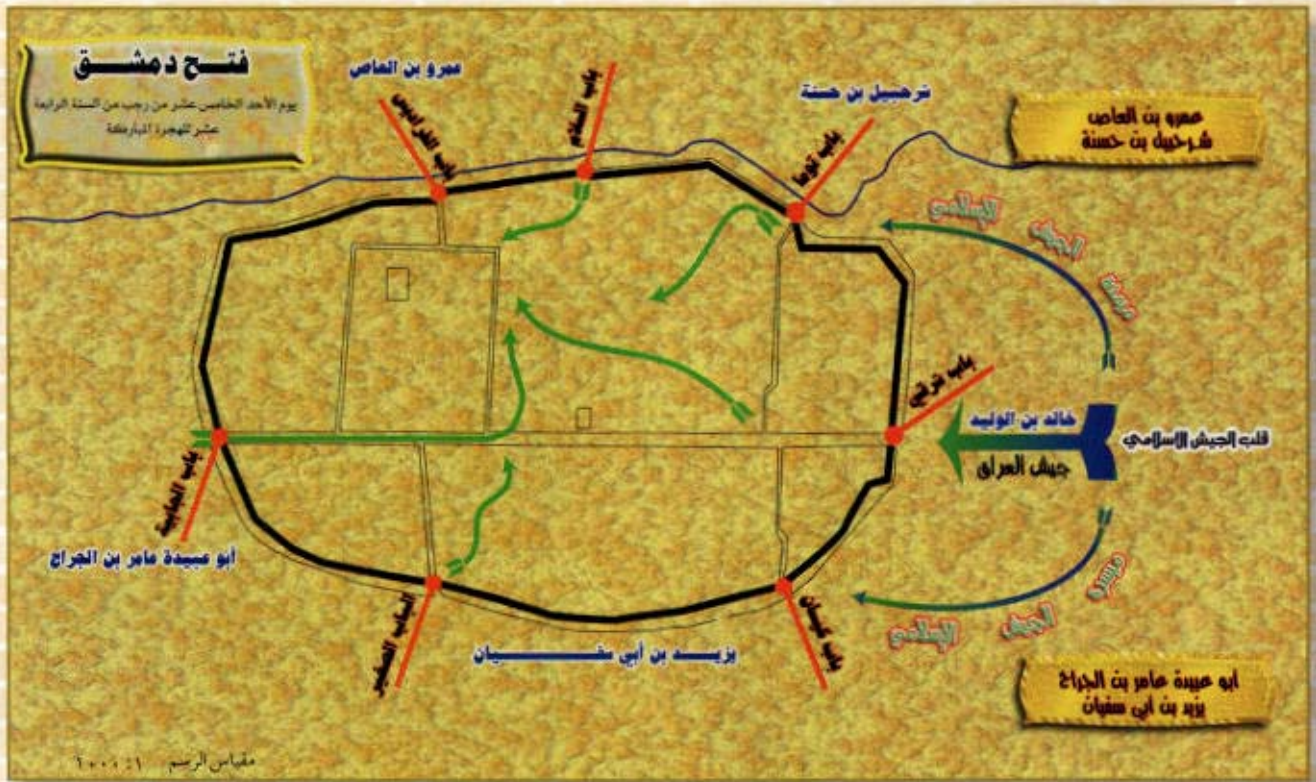 فتح دمشق
يوم الأحد الخامس عشر من رجب من السنة الرابعة
عشر للهجرة المباركة
عمرو بن العاص
باب الفراديس
باب السلام
شرحبيل بن حسنة
باب توما
عمرو بن العاص
شرحبيل بن حسنة
ميمنة الجيش الإسلامي
باب شرقي
خالد بن الوليد
جيش العراق
قلب الجيش الاسلامي
باب الجابية
أبو عبيدة عامر بن الجراح
الباب الصغير
يزيد بن أبي سفيان
باب كيسان
ميسرة الجيش الإسلامي
أبو عبيدة عامر بن الجراح
يزيد بن أبي سفيان
مقياس الرسم